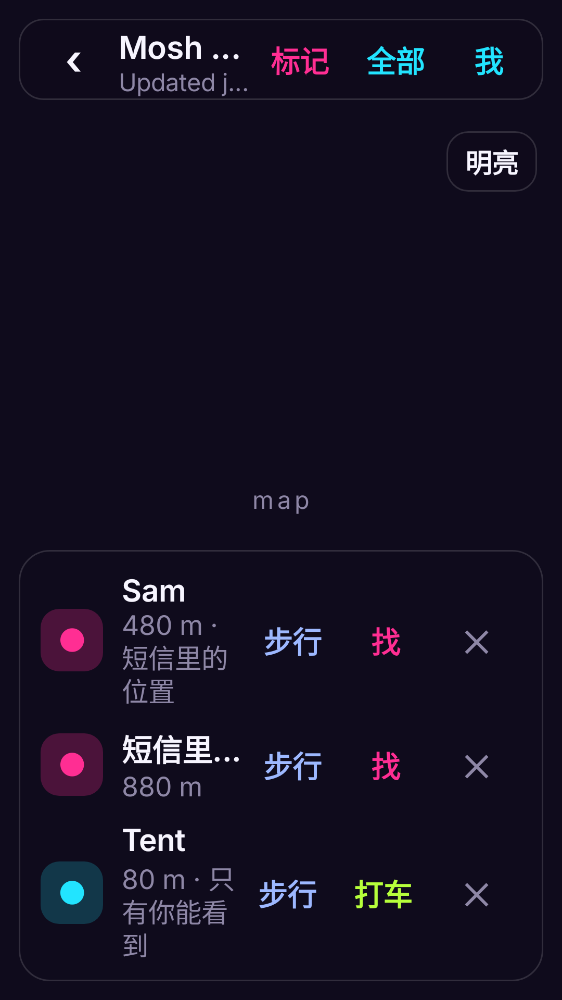 Mosh ...
标记
全部
我
Updated j...
明亮
map
Sam
480 m ·
短信里的
位置
步行
找
短信里...
880 m
步行
找
Tent
80 m · 只
有你能看
到
步行
打车